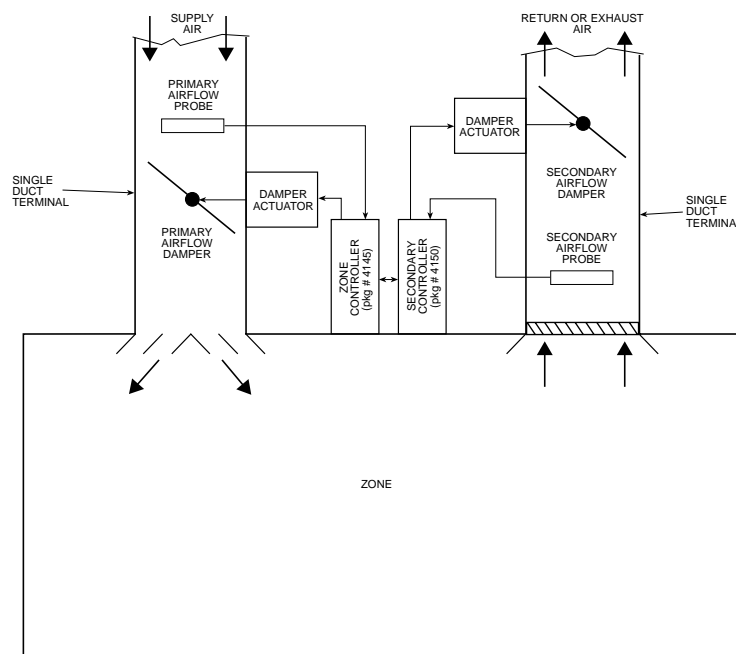 SUPPLY
AIR
RETURN OR EXHAUST
AIR
PRIMARY
AIRFLOW
PROBE
DAMPER
ACTUATOR
SINGLE
DUCT
TERMINAL
DAMPER
ACTUATOR
PRIMARY
AIRFLOW
DAMPER
SECONDARY
AIRFLOW
DAMPER
SINGLE
DUCT
TERMINAL
ZONE
CONTROLLER
(pkg # 4145)
SECONDARY
CONTROLLER
(pkg # 4150)
SECONDARY
AIRFLOW
PROBE
ZONE